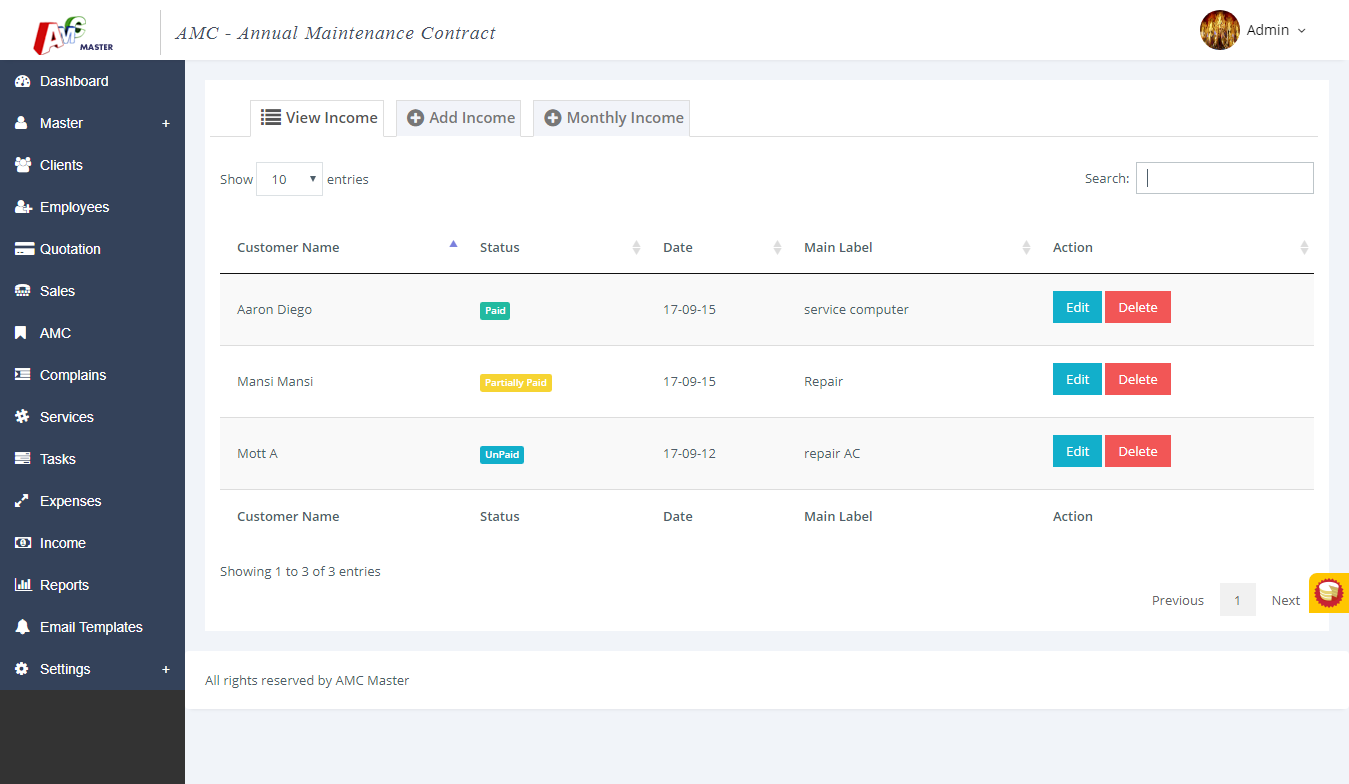 AMC MASTER
AMC - Annual Maintenance Contract
Admin
Dashboard
Master +
Clients
Employees
Quotation
Sales
AMC
Complains
Services
Tasks
Expenses
Income
Reports
Email Templates
Settings +
View Income Add Income Monthly Income
Show 10 entries Search:
Customer Name Status Date Main Label Action
Aaron Diego Paid 17-09-15 service computer Edit Delete
Mansi Mansi Partially Paid 17-09-15 Repair Edit Delete
Mott A UnPaid 17-09-12 repair AC Edit Delete
Customer Name Status Date Main Label Action
Showing 1 to 3 of 3 entries
Previous 1 Next
All rights reserved by AMC Master